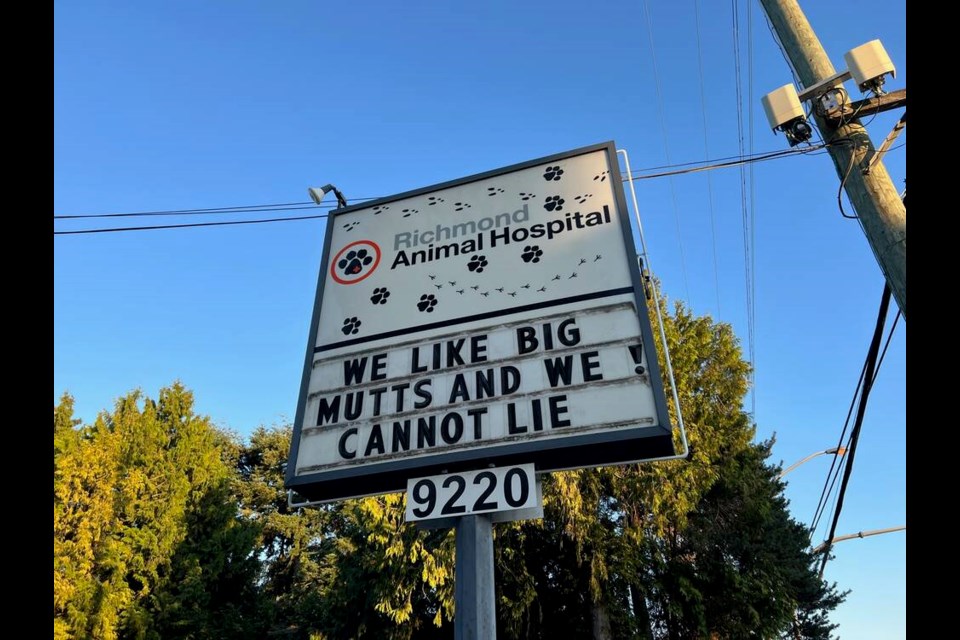 Richmond
Animal Hospital
WE LIKE BIG
MUTTS AND WE !
CANNOT LIE
9220